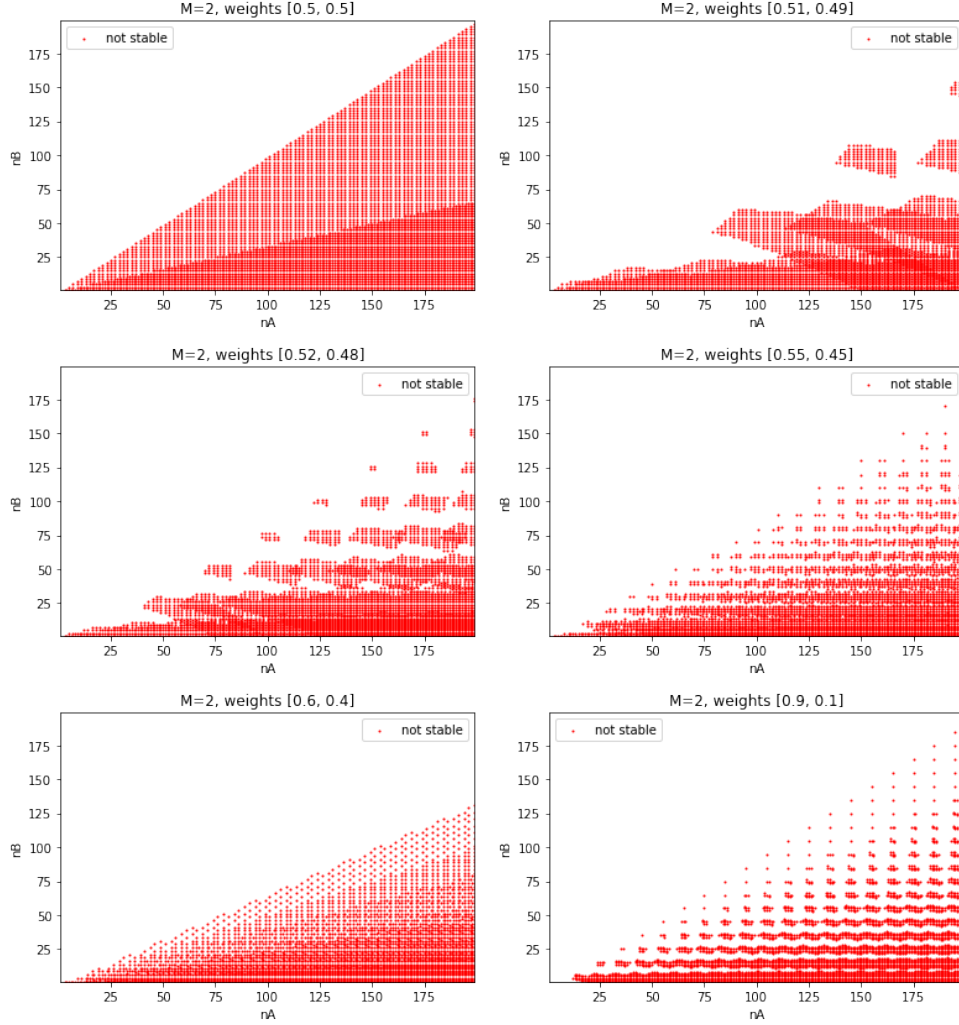 M=2, weights [0.5, 0.5]
not stable
nB
175
150
125
100
75
50
25
25 50 75 100 125 150 175
nA
M=2, weights [0.51, 0.49]
not stable
nB
175
150
125
100
75
50
25
25 50 75 100 125 150 175
nA
M=2, weights [0.52, 0.48]
not stable
nB
175
150
125
100
75
50
25
25 50 75 100 125 150 175
nA
M=2, weights [0.55, 0.45]
not stable
nB
175
150
125
100
75
50
25
25 50 75 100 125 150 175
nA
M=2, weights [0.6, 0.4]
not stable
nB
175
150
125
100
75
50
25
25 50 75 100 125 150 175
nA
M=2, weights [0.9, 0.1]
not stable
nB
175
150
125
100
75
50
25
25 50 75 100 125 150 175
nA